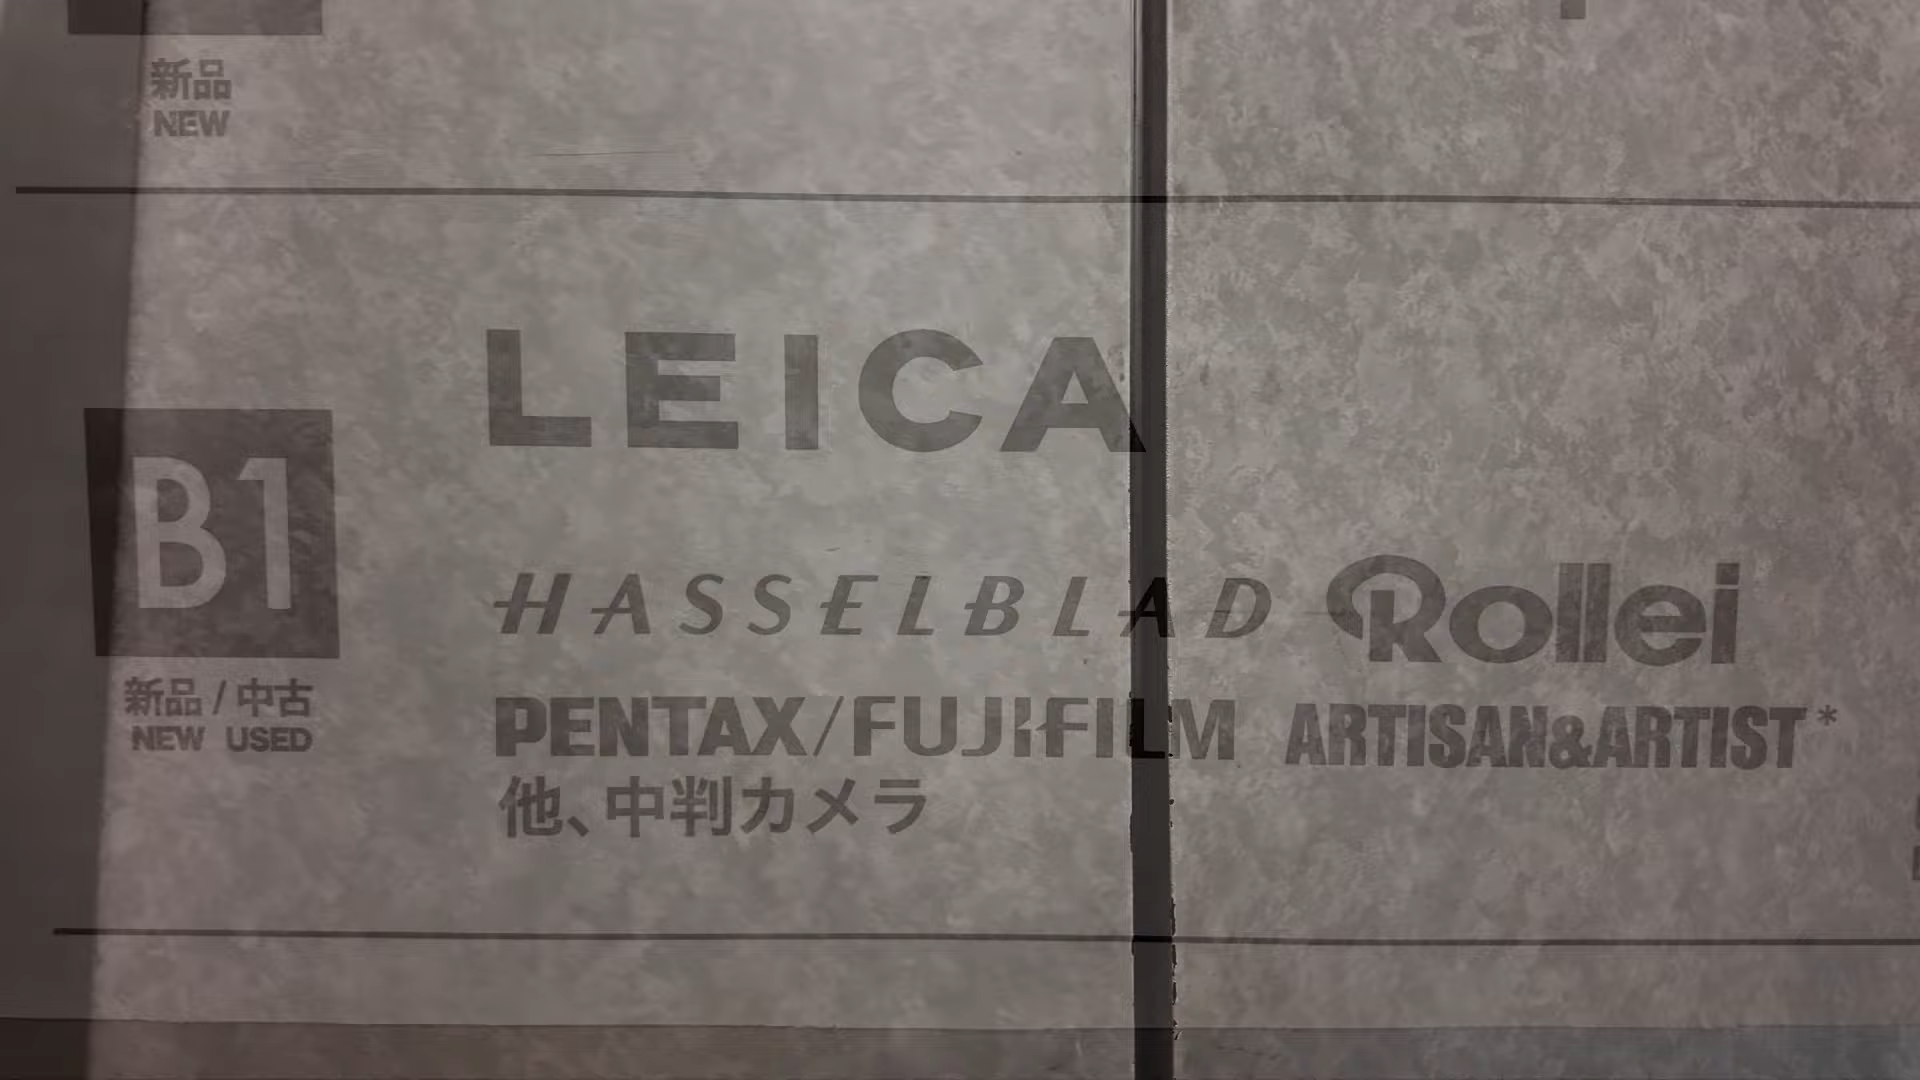 新品
NEW
LEICA
B1
HASSELBLAD Rollei
新品 / 中古
NEW USED
PENTAX/FUJIFILM ARTISAN&ARTIST*
他、中判カメラ